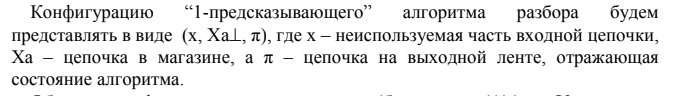 Конфигурацию “1-предсказывающего” алгоритма разбора будем
представлять в виде (x, Xa⊥, π), где x – неиспользуемая часть входной цепочки,
Xa – цепочка в магазине, а π – цепочка на выходной ленте, отражающая
состояние алгоритма.